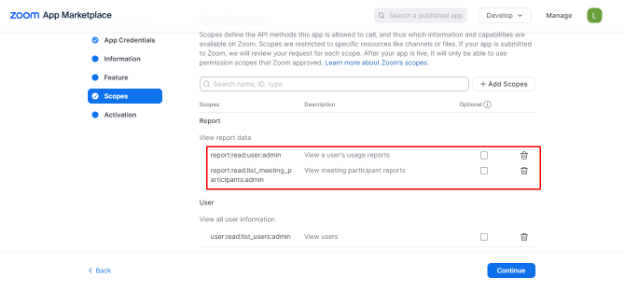 zoom App Marketplace
Search a published app
Develop
Manage
L
App Credentials
Information
Feature
Scopes
Activation
Scopes define the API methods this app is allowed to call, and thus which information and capabilities are
available on Zoom. Scopes are restricted to specific resources like channels or files. If your app is submitted
to Zoom, we will review your request for each scope. After your app is live, it will only be able to use
permission scopes that Zoom approved. Learn more about Zoom's scopes.
Search name, ID, type
+ Add Scopes
Scopes Description Optional
Report
View report data
report:read:user:admin View a user's usage reports
report:read:list_meeting_p View meeting participant reports
articipants:admin
User
View all user information
user:read:list_users:admin View users
< Back
Continue